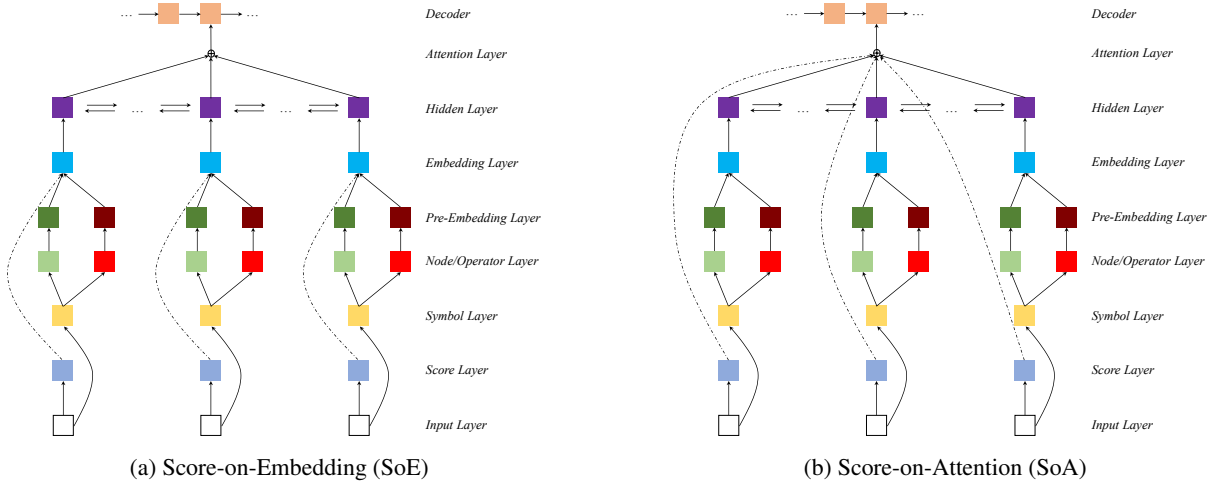 ... ... Decoder
Attention Layer
... ... Hidden Layer
Embedding Layer
Pre-Embedding Layer
Node/Operator Layer
Symbol Layer
Score Layer
Input Layer
(a) Score-on-Embedding (SoE)
... ... Decoder
Attention Layer
... ... Hidden Layer
Embedding Layer
Pre-Embedding Layer
Node/Operator Layer
Symbol Layer
Score Layer
Input Layer
(b) Score-on-Attention (SoA)